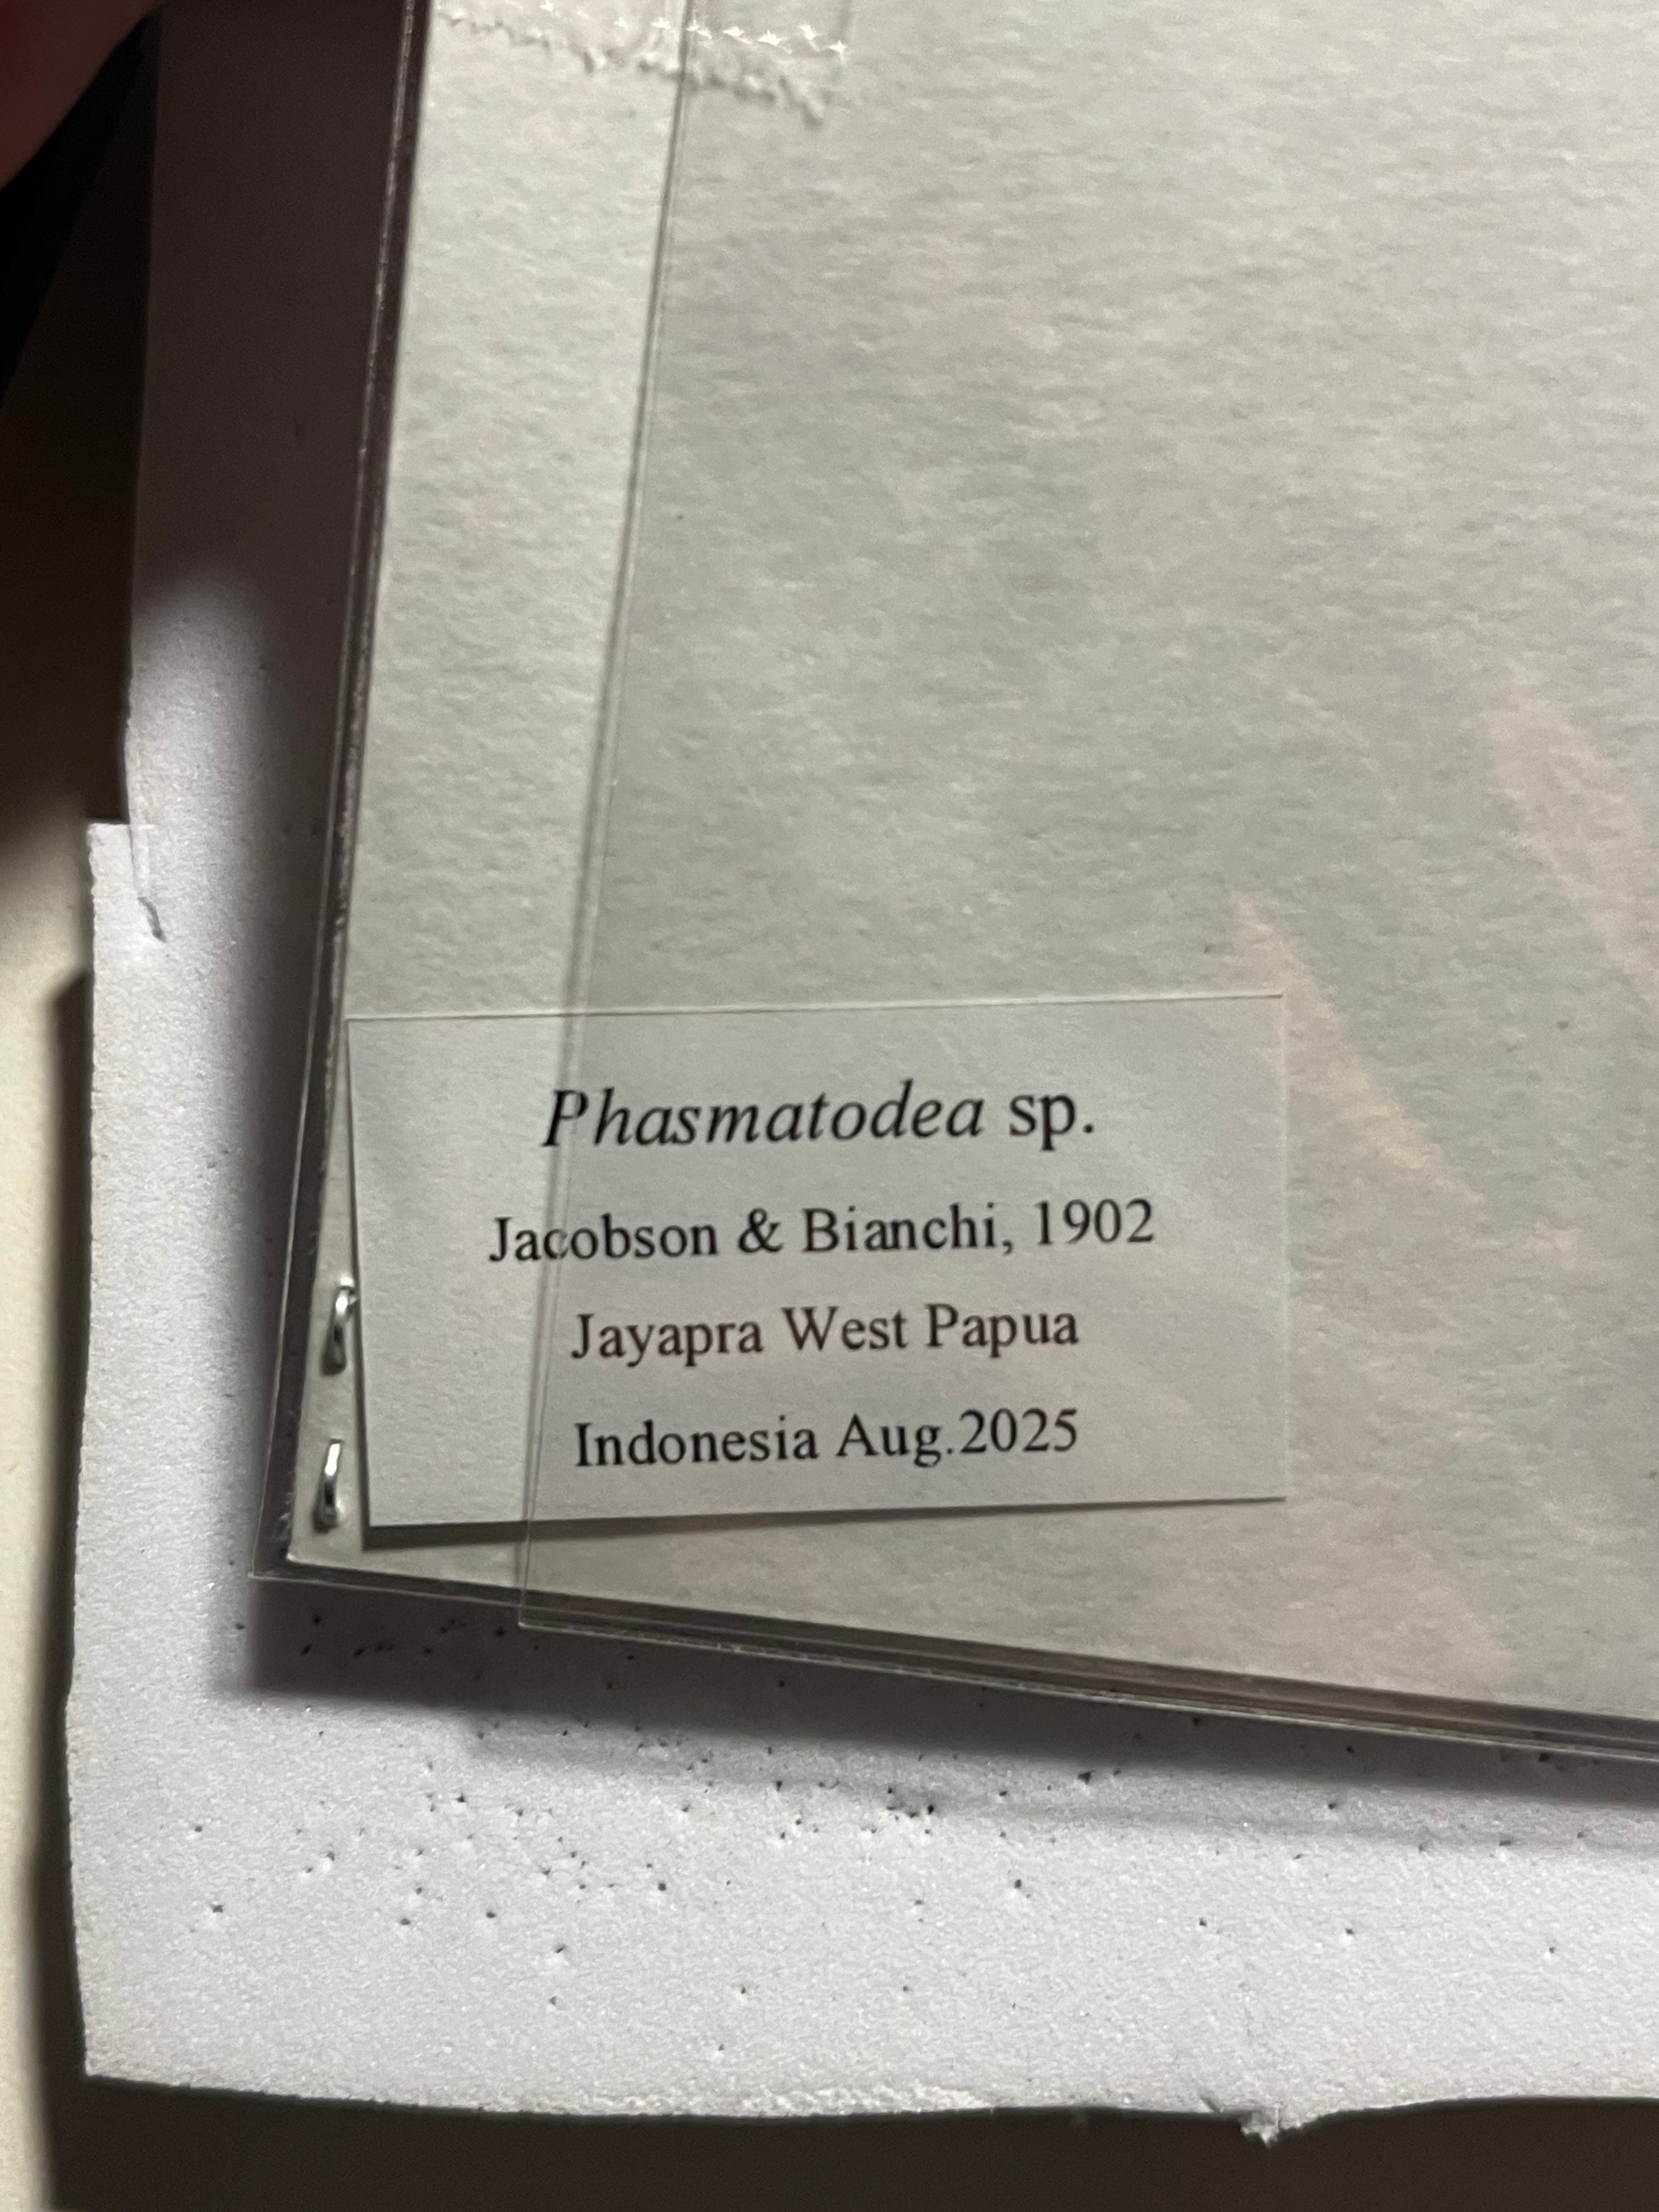 Phasmatodea sp.
Jacobson & Bianchi, 1902
Jayapra West Papua
Indonesia Aug.2025